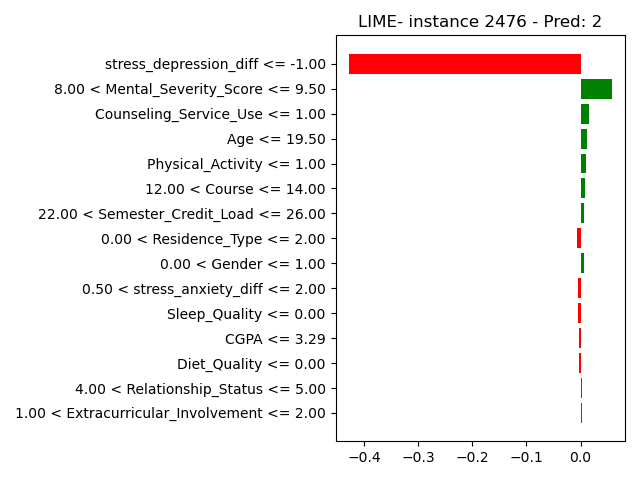 LIME- instance 2476 - Pred: 2
stress_depression_diff <= -1.00
8.00 < Mental_Severity_Score <= 9.50
Counseling_Service_Use <= 1.00
Age <= 19.50
Physical_Activity <= 1.00
12.00 < Course <= 14.00
22.00 < Semester_Credit_Load <= 26.00
0.00 < Residence_Type <= 2.00
0.00 < Gender <= 1.00
0.50 < stress_anxiety_diff <= 2.00
Sleep_Quality <= 0.00
CGPA <= 3.29
Diet_Quality <= 0.00
4.00 < Relationship_Status <= 5.00
1.00 < Extracurricular_Involvement <= 2.00
−0.4 −0.3 −0.2 −0.1 0.0